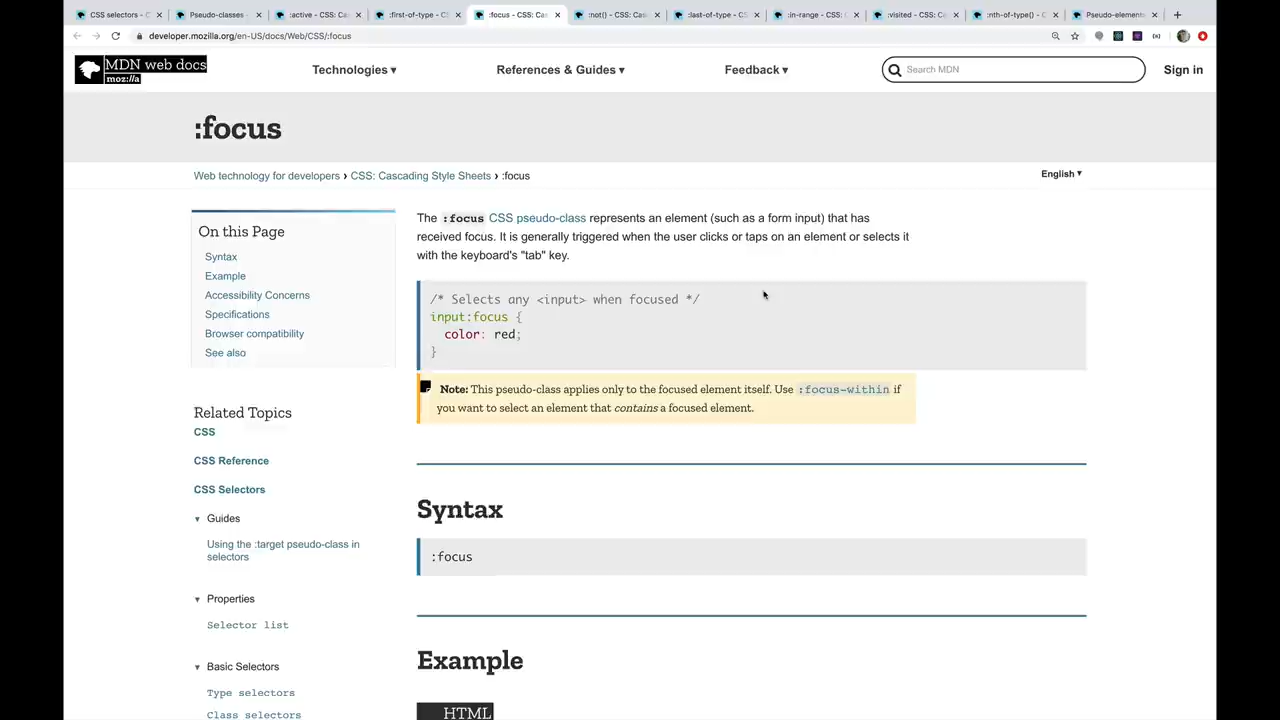 CSS selectors - CSS: Cascading
Pseudo-classes -
:active - CSS: Cascading
:first-of-type - CSS
:focus - CSS: Cas
:not() - CSS: Cas
:last-of-type - CSS
:in-range - CSS:
:visited - CSS: Ca
:nth-of-type() - CS
Pseudo-elements
developer.mozilla.org/en-US/docs/Web/CSS/:focus
MDN web docs
moz://a
Technologies ▾
References & Guides ▾
Feedback ▾
Search MDN
Sign in
:focus
Web technology for developers › CSS: Cascading Style Sheets › :focus
English ▾
On this Page
Syntax
Example
Accessibility Concerns
Specifications
Browser compatibility
See also
Related Topics
CSS
CSS Reference
CSS Selectors
▾ Guides
Using the :target pseudo-class in
selectors
▾ Properties
Selector list
▾ Basic Selectors
Type selectors
Class selectors
The :focus CSS pseudo-class represents an element (such as a form input) that has
received focus. It is generally triggered when the user clicks or taps on an element or selects it
with the keyboard's "tab" key.
/* Selects any <input> when focused */
input:focus {
color: red;
}
Note: This pseudo-class applies only to the focused element itself. Use :focus-within if
you want to select an element that contains a focused element.
Syntax
:focus
Example
HTML